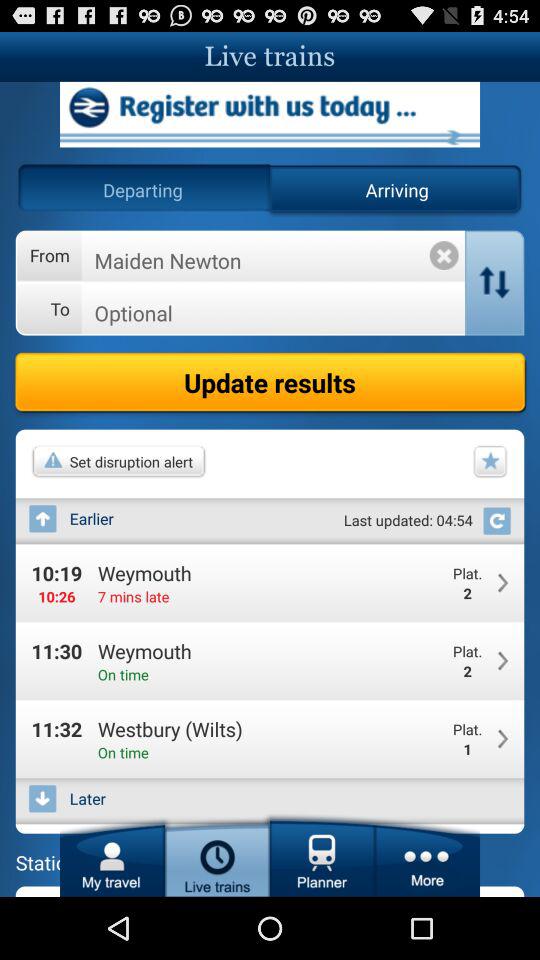 4:54
Live trains
Register with us today ...
Departing
Arriving
From
Maiden Newton
To
Optional
Update results
Set disruption alert
Earlier
Last updated: 04:54
10:19 Weymouth Plat.
10:26 7 mins late 2
11:30 Weymouth Plat.
On time 2
11:32 Westbury (Wilts) Plat.
On time 1
Later
My travel
Live trains
Planner
More